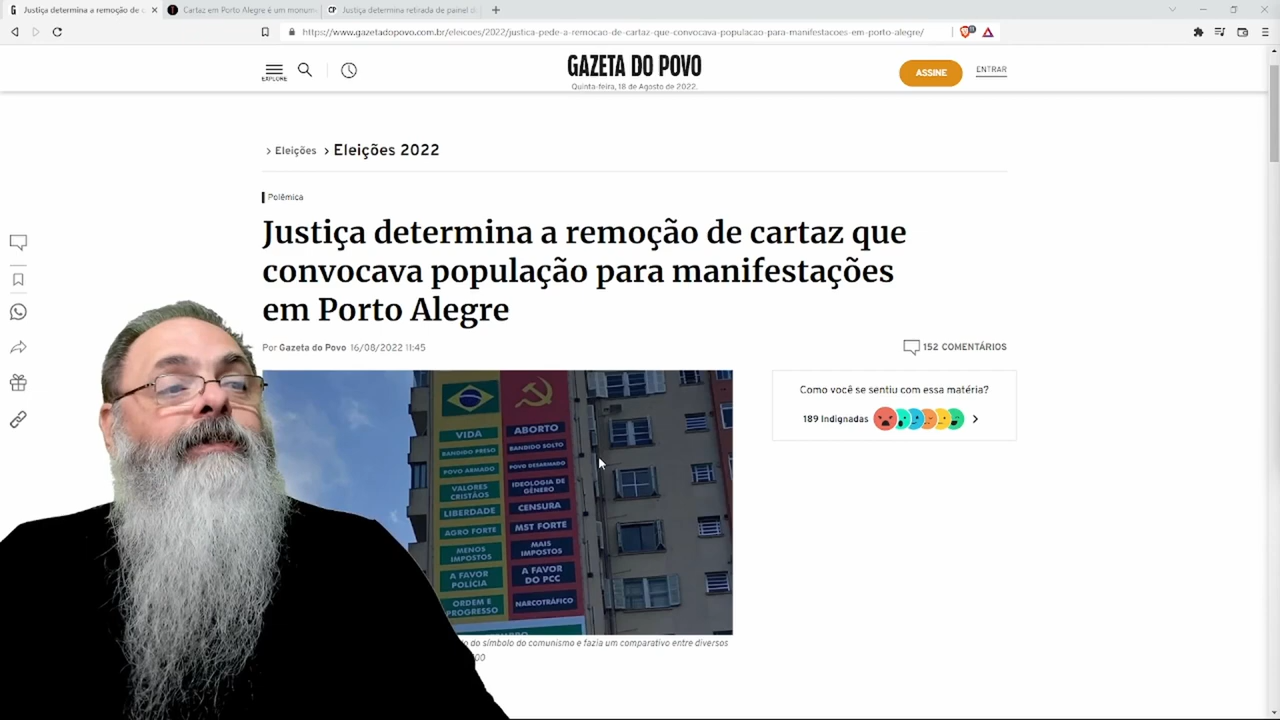 Justiça determina a remoção de c
Cartaz em Porto Alegre é um monum
CP
Justiça determina retirada de painel d
https://www.gazetadopovo.com.br/eleicoes/2022/justica-pede-a-remocao-de-cartaz-que-convocava-populacao-para-manifestacoes-em-porto-alegre/
EXPLORE
GAZETA DO POVO
Quinta-feira, 18 de Agosto de 2022.
ASSINE
ENTRAR
> Eleições > Eleições 2022
Polêmica
Justiça determina a remoção de cartaz que
convocava população para manifestações
em Porto Alegre
Por Gazeta do Povo 16/08/2022 11:45
152 COMENTÁRIOS
Como você se sentiu com essa matéria?
189 Indignadas
VIDA ABORTO
BANDIDO PRESO BANDIDO SOLTO
POVO ARMADO POVO DESARMADO
VALORES CRISTÃOS IDEOLOGIA DE GÊNERO
LIBERDADE CENSURA
AGRO FORTE MST FORTE
MENOS IMPOSTOS MAIS IMPOSTOS
A FAVOR POLÍCIA A FAVOR DO PCC
ORDEM E PROGRESSO NARCOTRÁFICO
do símbolo do comunismo e fazia um comparativo entre diversos